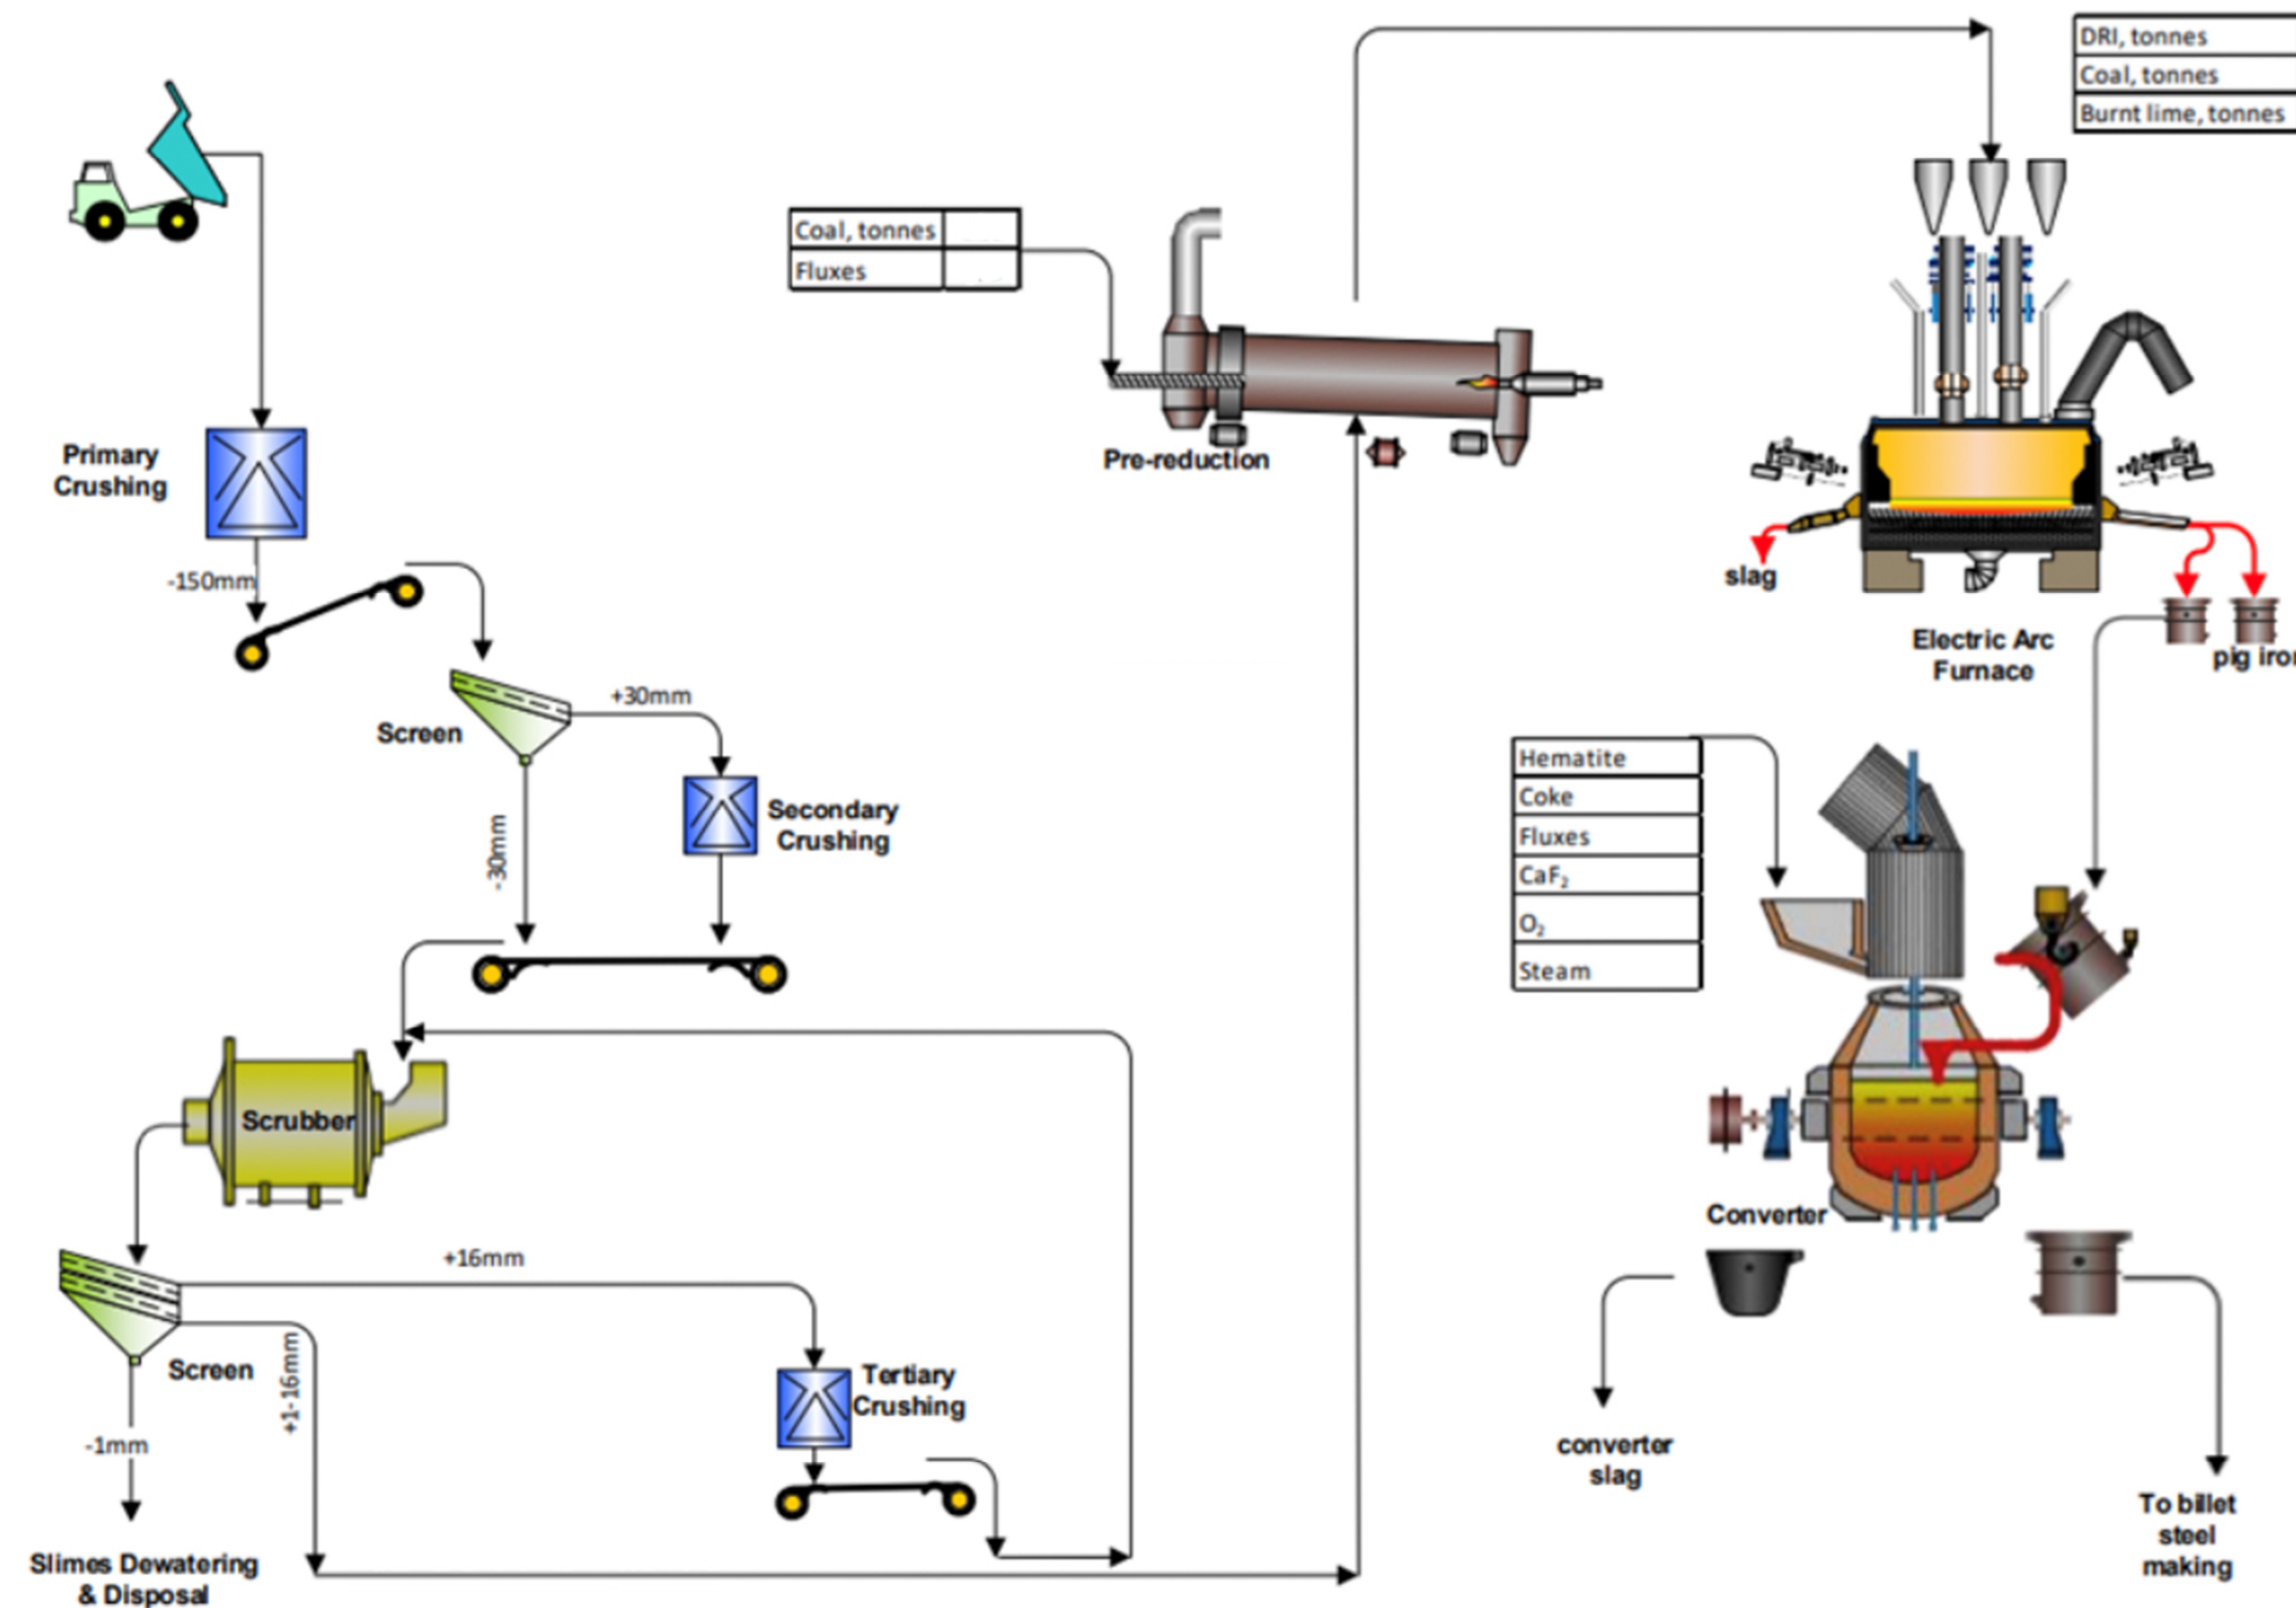 DRI, tonnes
Coal, tonnes
Burnt lime, tonnes
Coal, tonnes
Fluxes
Primary
Crushing
Pre-reduction
-150mm
slag
Electric Arc
Furnace
pig iron
Screen
+30mm
-30mm
Secondary
Crushing
Hematite
Coke
Fluxes
CaF₂
O₂
Steam
Scrubber
Converter
+16mm
Screen
+1-16mm
-1mm
Tertiary
Crushing
converter
slag
To billet
steel
making
Slimes Dewatering
& Disposal